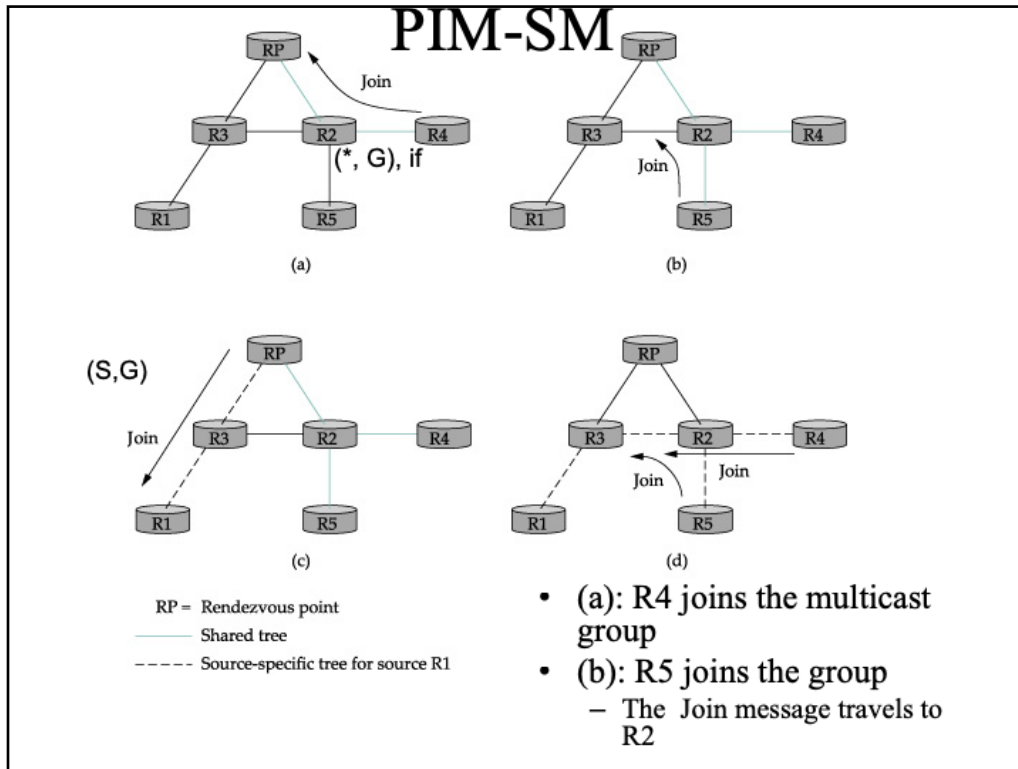 PIM-SM
RP
Join
R3
R2
R4
(*, G), if
R1
R5
(a)
RP
R3
R2
R4
Join
R1
R5
(b)
RP
(S,G)
Join
R3
R2
R4
R1
R5
(c)
RP
R3
R2
R4
Join
Join
R1
R5
(d)
RP = Rendezvous point
Shared tree
Source-specific tree for source R1
• (a): R4 joins the multicast
group
• (b): R5 joins the group
– The Join message travels to
R2